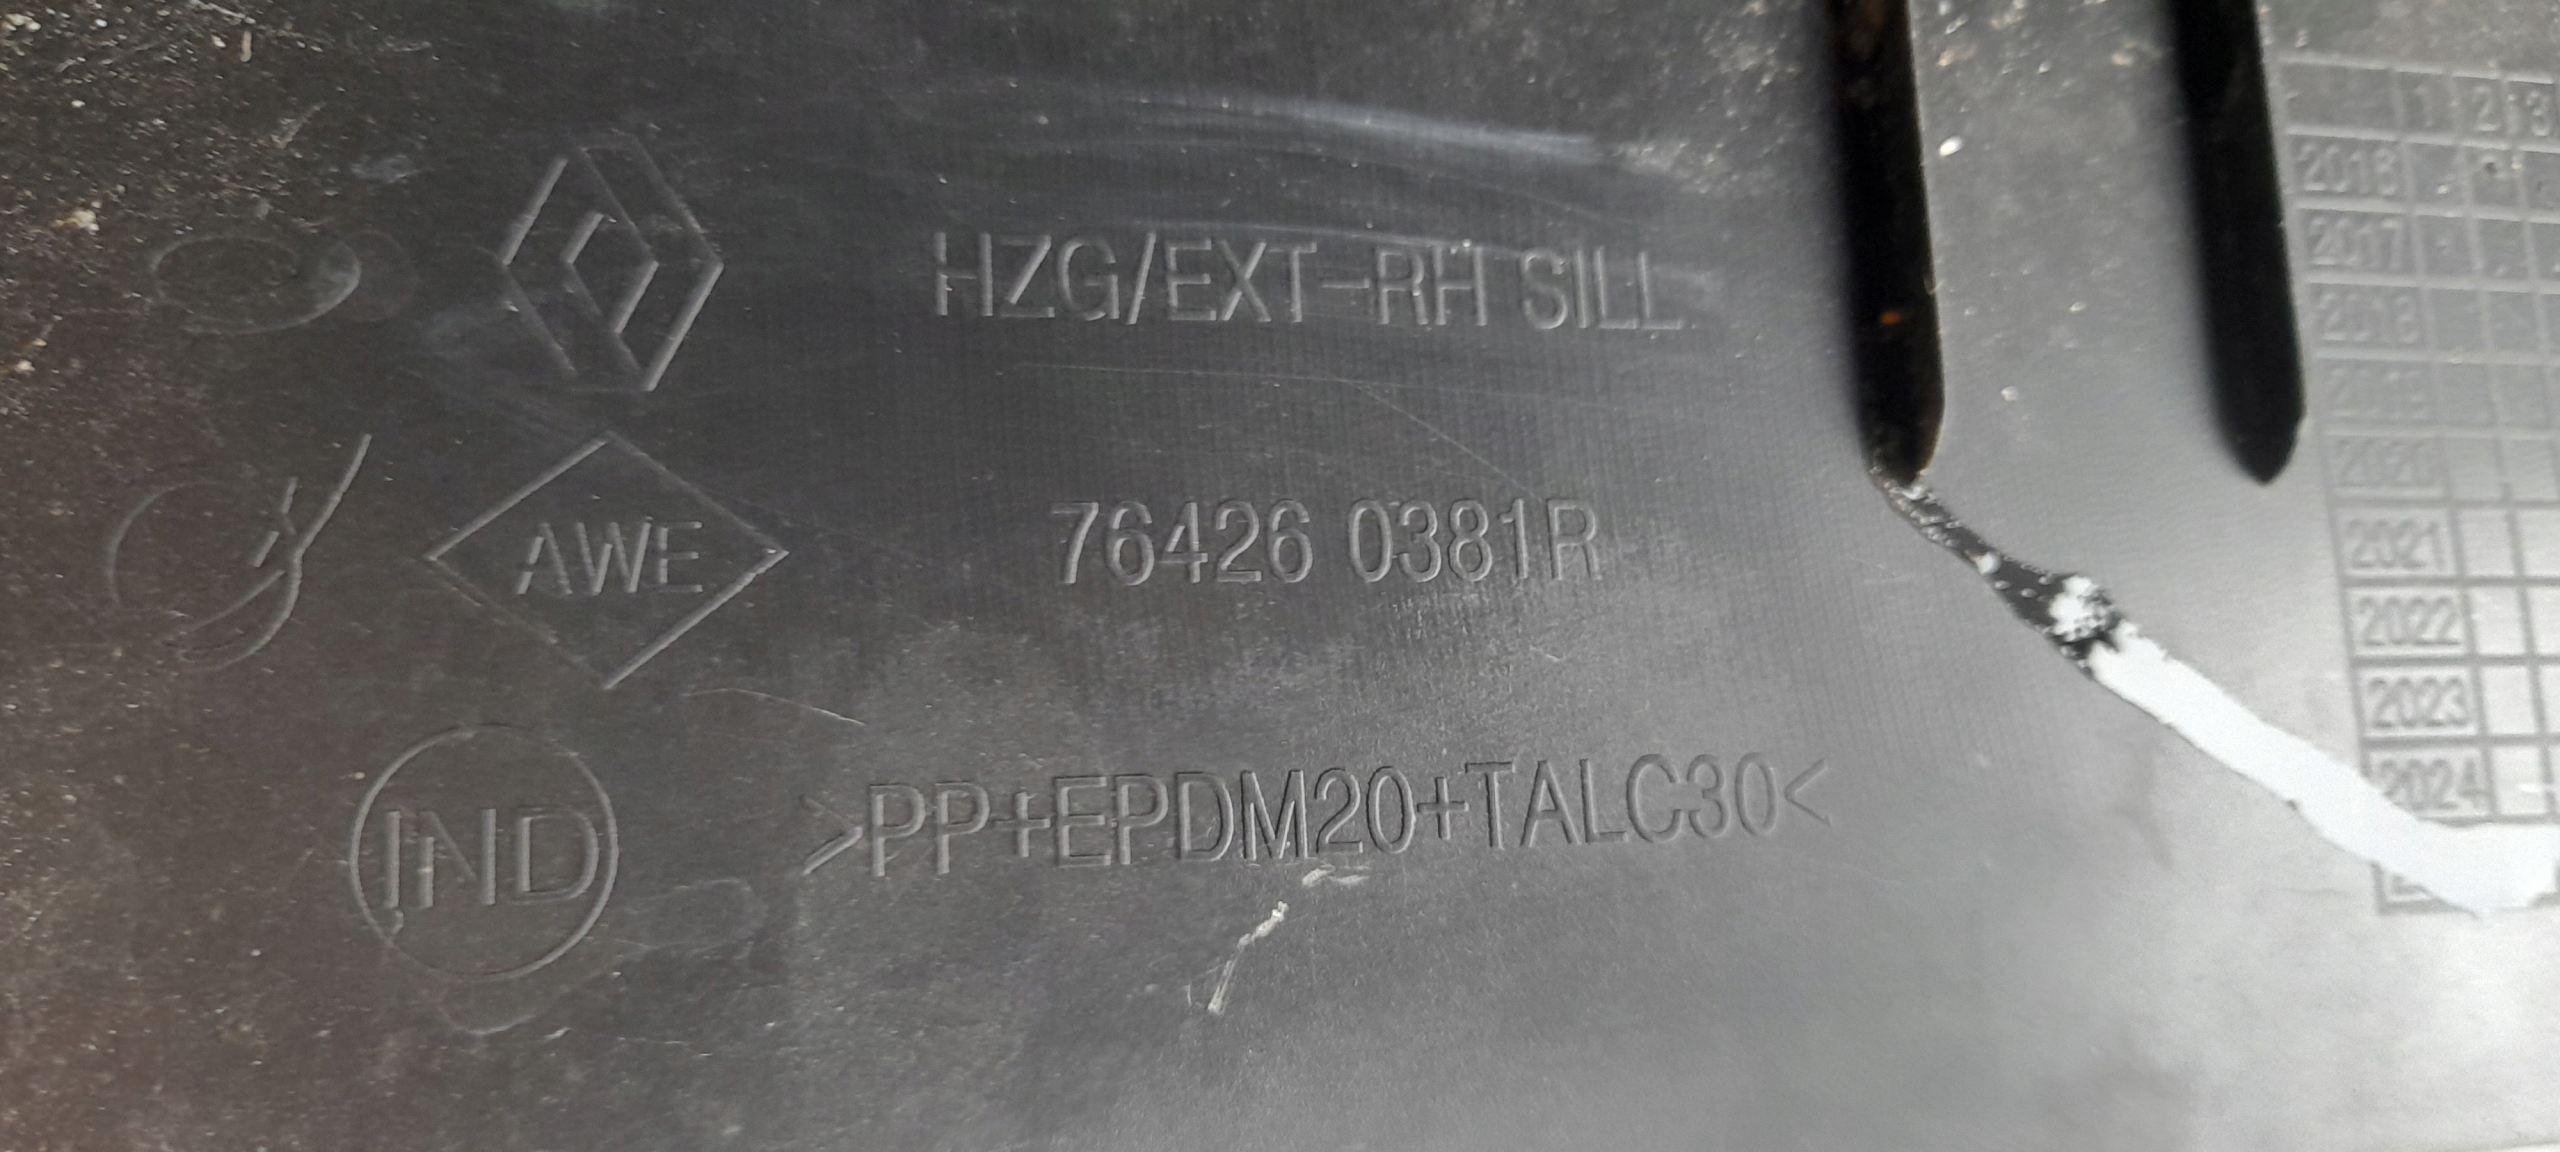 HZG/EXT-RH SILL
AWE
76426 0381R
IND
>PP+EPDM20+TALC30<
1 2 3
2016
2017
2018
2019
2020
2021
2022
2023
2024